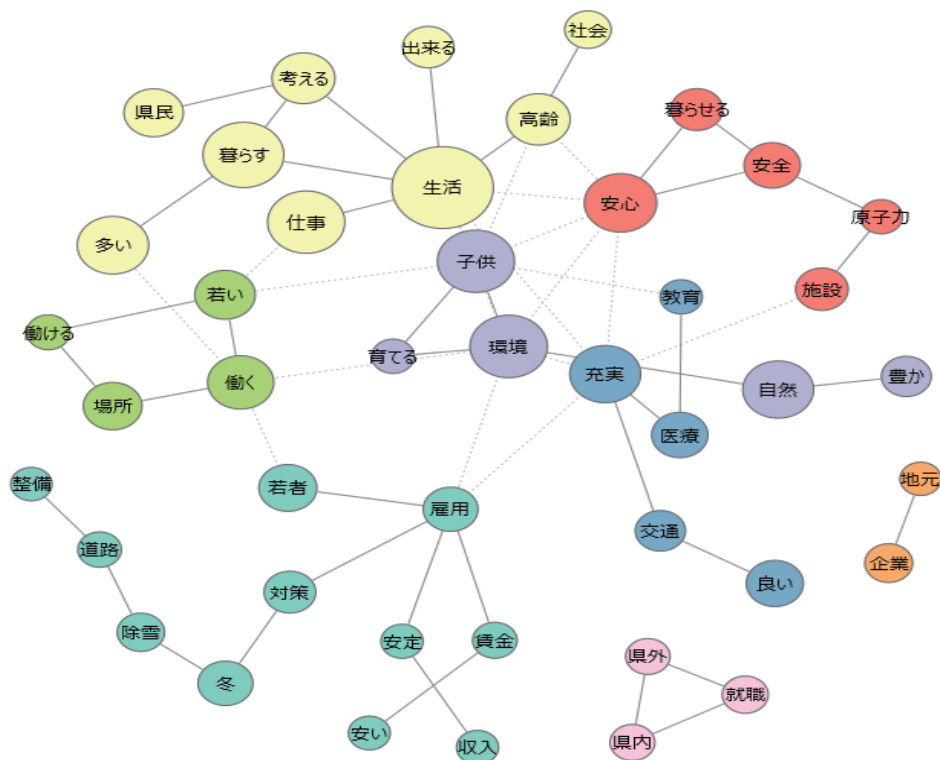 社会
出来る
考える
県民
高齢
暮らせる
暮らす
安全
生活
安心
仕事
原子力
多い
子供
若い
教育
施設
働ける
育てる
環境
充実
豊か
働く
自然
場所
医療
整備
若者
地元
雇用
交通
道路
企業
良い
対策
除雪
安定
賃金
県外
冬
就職
安い
収入
県内